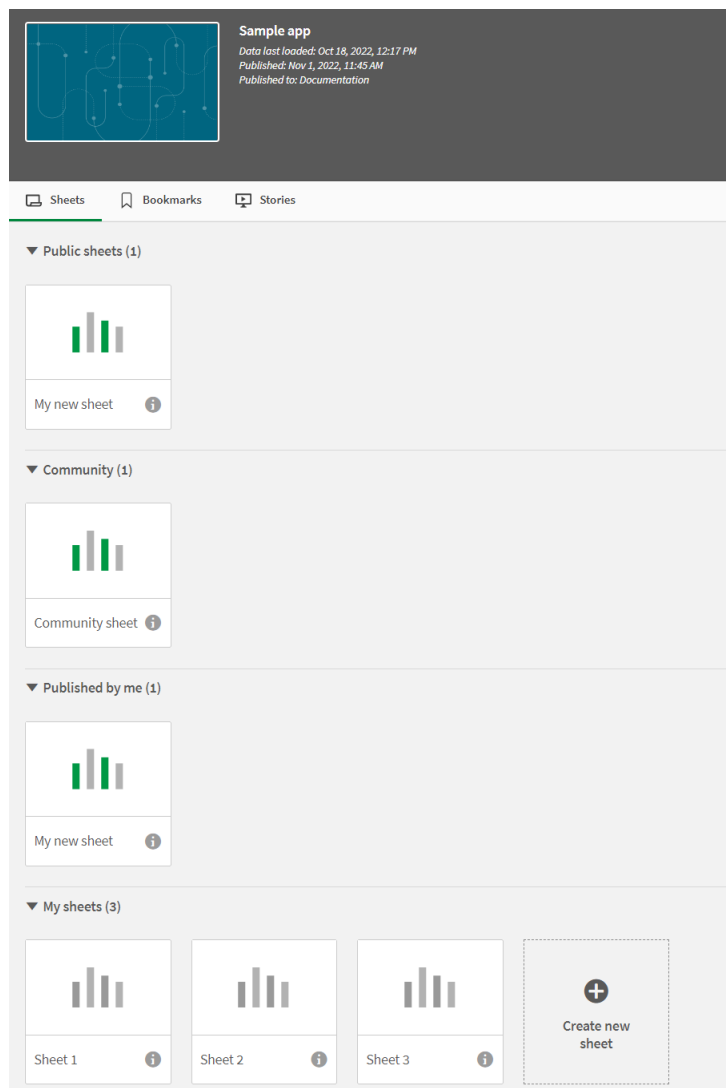 Sample app
Data last loaded: Oct 18, 2022, 12:17 PM
Published: Nov 1, 2022, 11:45 AM
Published to: Documentation
Sheets Bookmarks Stories
Public sheets (1)
My new sheet
Community (1)
Community sheet
Published by me (1)
My new sheet
My sheets (3)
Sheet 1 Sheet 2 Sheet 3
Create new
sheet